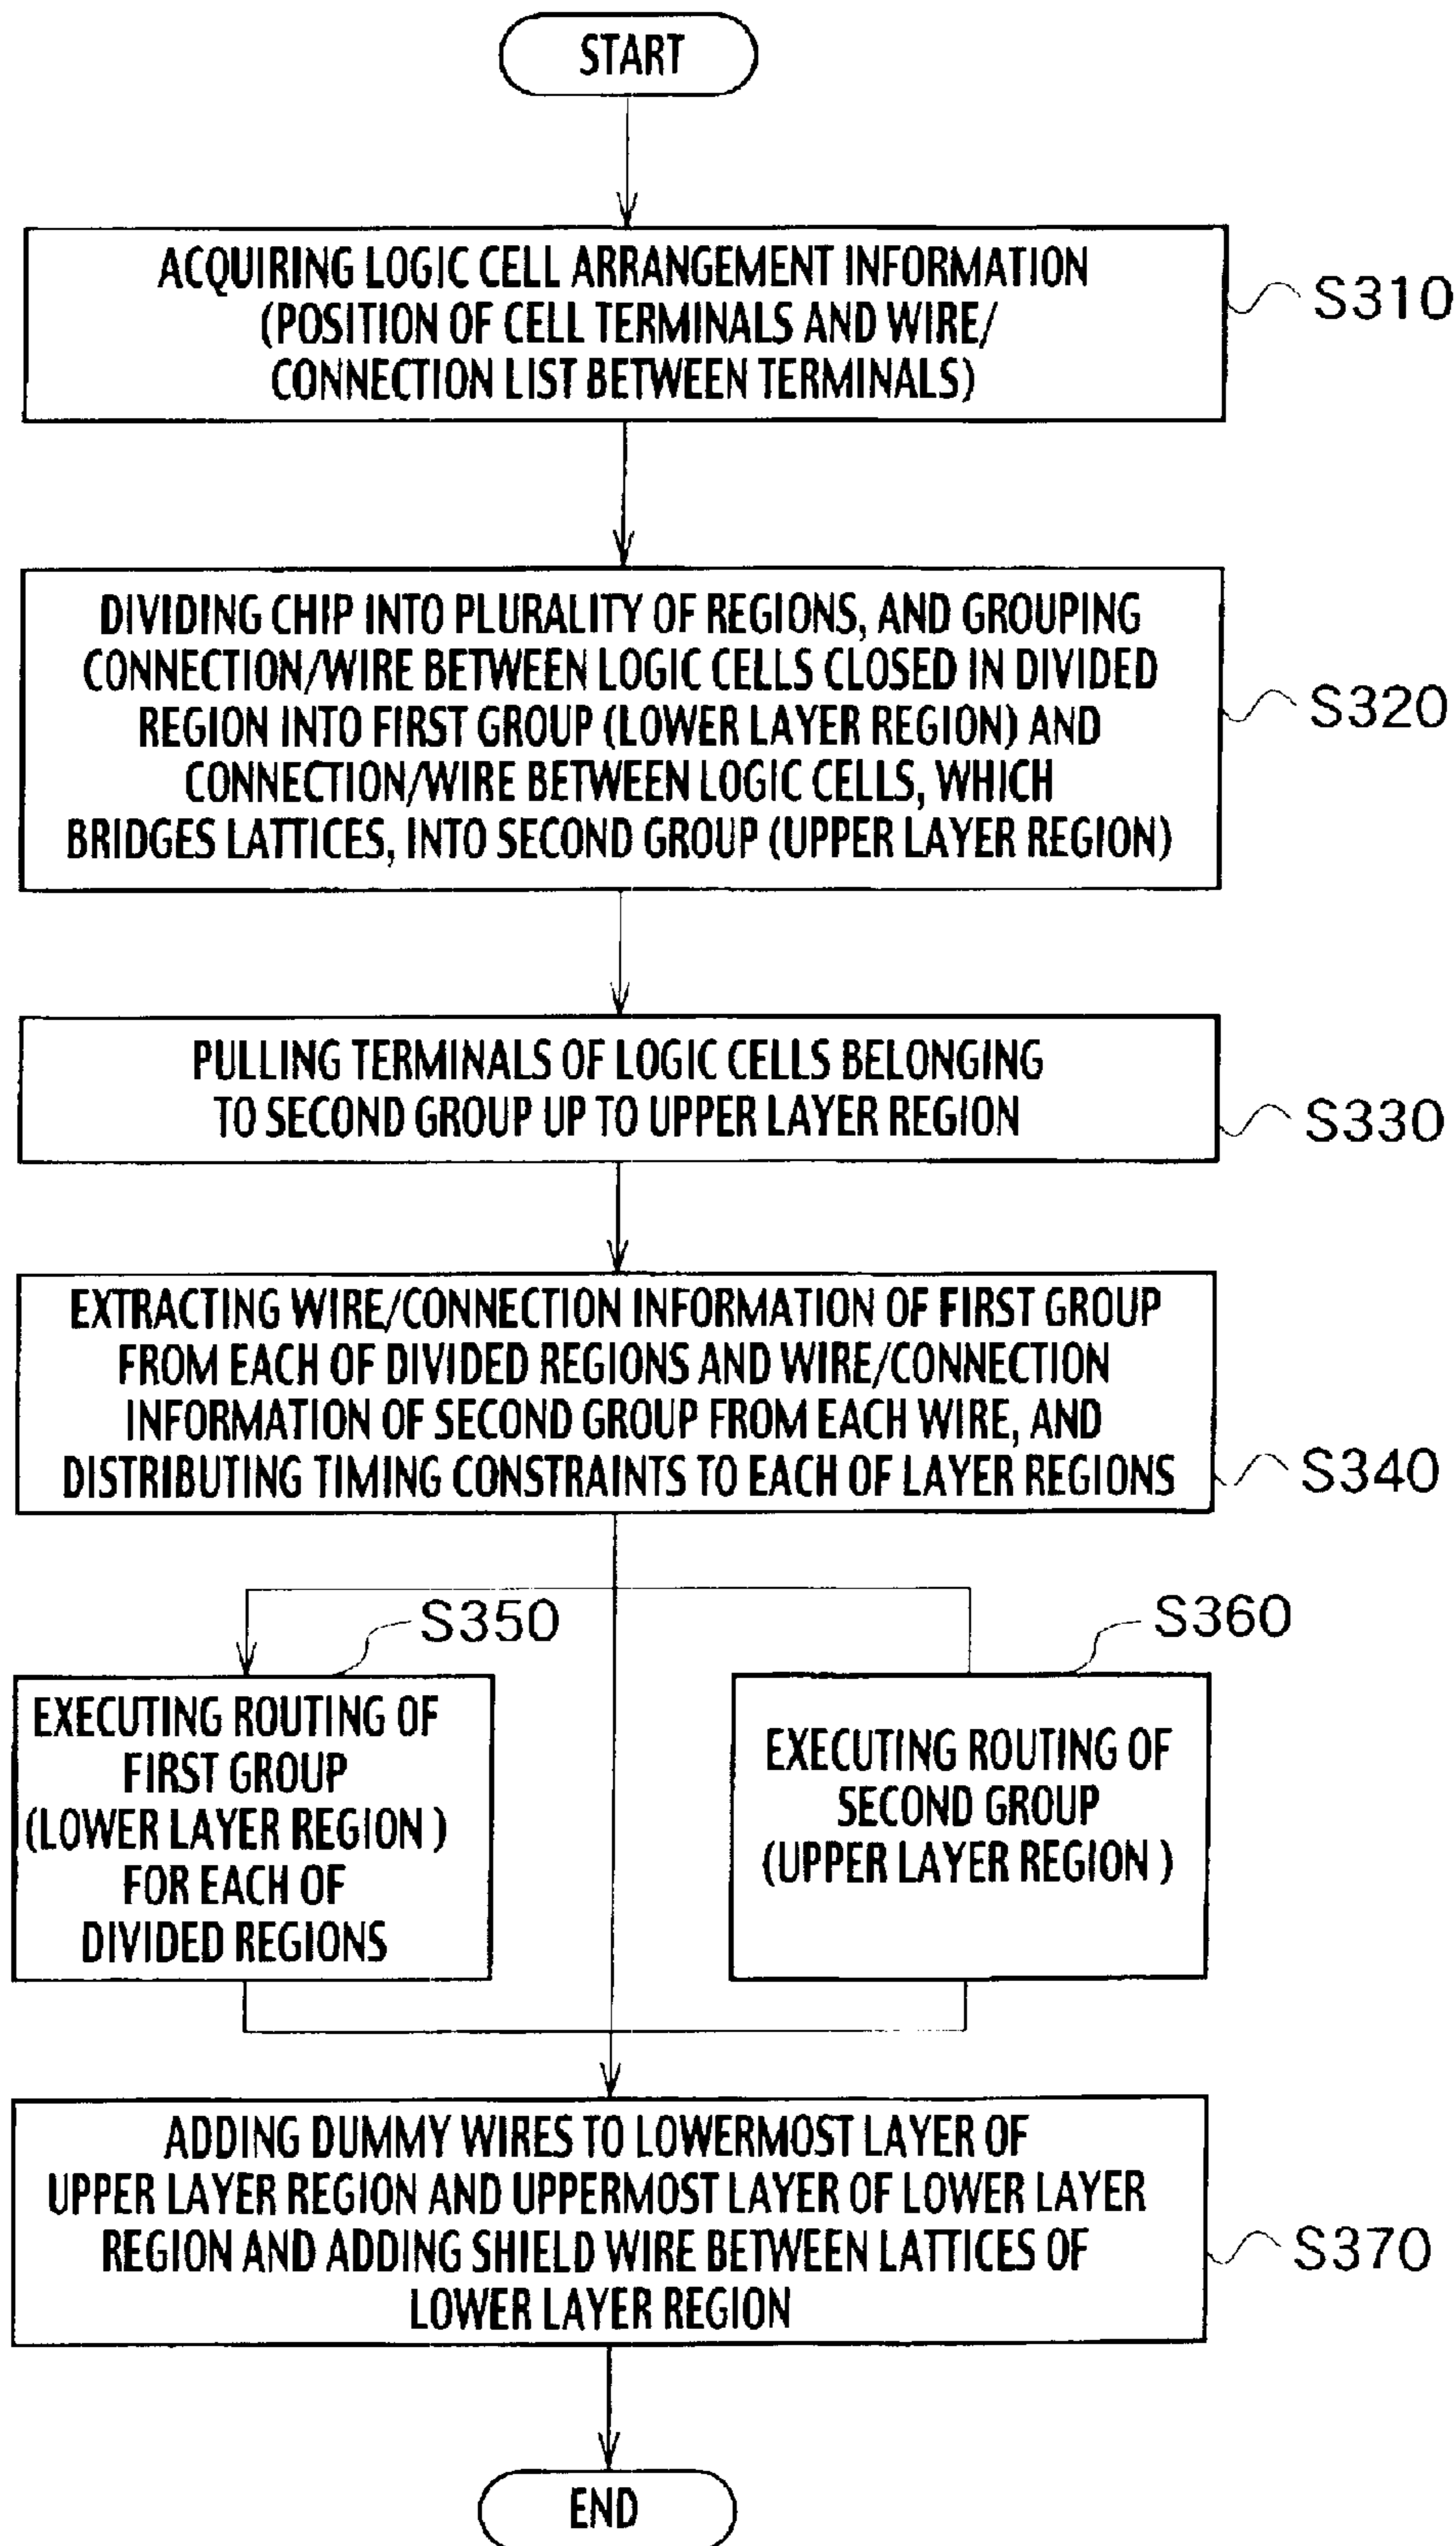 START
ACQUIRING LOGIC CELL ARRANGEMENT INFORMATION
(POSITION OF CELL TERMINALS AND WIRE/
CONNECTION LIST BETWEEN TERMINALS)
S310
DIVIDING CHIP INTO PLURALITY OF REGIONS, AND GROUPING
CONNECTION/WIRE BETWEEN LOGIC CELLS CLOSED IN DIVIDED
REGION INTO FIRST GROUP (LOWER LAYER REGION) AND
CONNECTION/WIRE BETWEEN LOGIC CELLS, WHICH
BRIDGES LATTICES, INTO SECOND GROUP (UPPER LAYER REGION)
S320
PULLING TERMINALS OF LOGIC CELLS BELONGING
TO SECOND GROUP UP TO UPPER LAYER REGION
S330
EXTRACTING WIRE/CONNECTION INFORMATION OF FIRST GROUP
FROM EACH OF DIVIDED REGIONS AND WIRE/CONNECTION
INFORMATION OF SECOND GROUP FROM EACH WIRE, AND
DISTRIBUTING TIMING CONSTRAINTS TO EACH OF LAYER REGIONS
S340
S350
EXECUTING ROUTING OF
FIRST GROUP
(LOWER LAYER REGION )
FOR EACH OF
DIVIDED REGIONS
S360
EXECUTING ROUTING OF
SECOND GROUP
(UPPER LAYER REGION )
ADDING DUMMY WIRES TO LOWERMOST LAYER OF
UPPER LAYER REGION AND UPPERMOST LAYER OF LOWER LAYER
REGION AND ADDING SHIELD WIRE BETWEEN LATTICES OF
LOWER LAYER REGION
S370
END